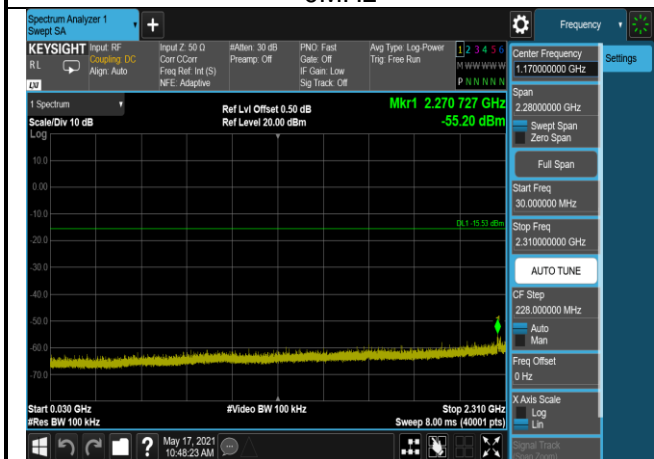 Spectrum Analyzer 1
Swept SA
+
Frequency
KEYSIGHT
RL
LXI
Input: RF
Coupling: DC
Align: Auto
Input Z: 50 Ω
Corr CCorr
Freq Ref: Int (S)
NFE: Adaptive
#Atten: 30 dB
Preamp: Off
PNO: Fast
Gate: Off
IF Gain: Low
Sig Track: Off
Avg Type: Log-Power
Trig: Free Run
1 2 3 4 5 6
M W W W W W
P N N N N N
Center Frequency
1.170000000 GHz
Settings
Span
2.28000000 GHz
Swept Span
Zero Span
Full Span
Start Freq
30.000000 MHz
Stop Freq
2.310000000 GHz
AUTO TUNE
CF Step
228.000000 MHz
Auto
Man
Freq Offset
0 Hz
X Axis Scale
Log
Lin
Signal Track
(Span Zoom)
1 Spectrum
Scale/Div 10 dB
Log
Ref Lvl Offset 0.50 dB
Ref Level 20.00 dBm
Mkr1 2.270 727 GHz
-55.20 dBm
10.0
0.00
-10.0
DL1 -15.53 dBm
-20.0
-30.0
-40.0
-50.0
-60.0
-70.0
Start 0.030 GHz
#Res BW 100 kHz
#Video BW 100 kHz
Stop 2.310 GHz
Sweep 8.00 ms (40001 pts)
?
May 17, 2021
10:48:23 AM